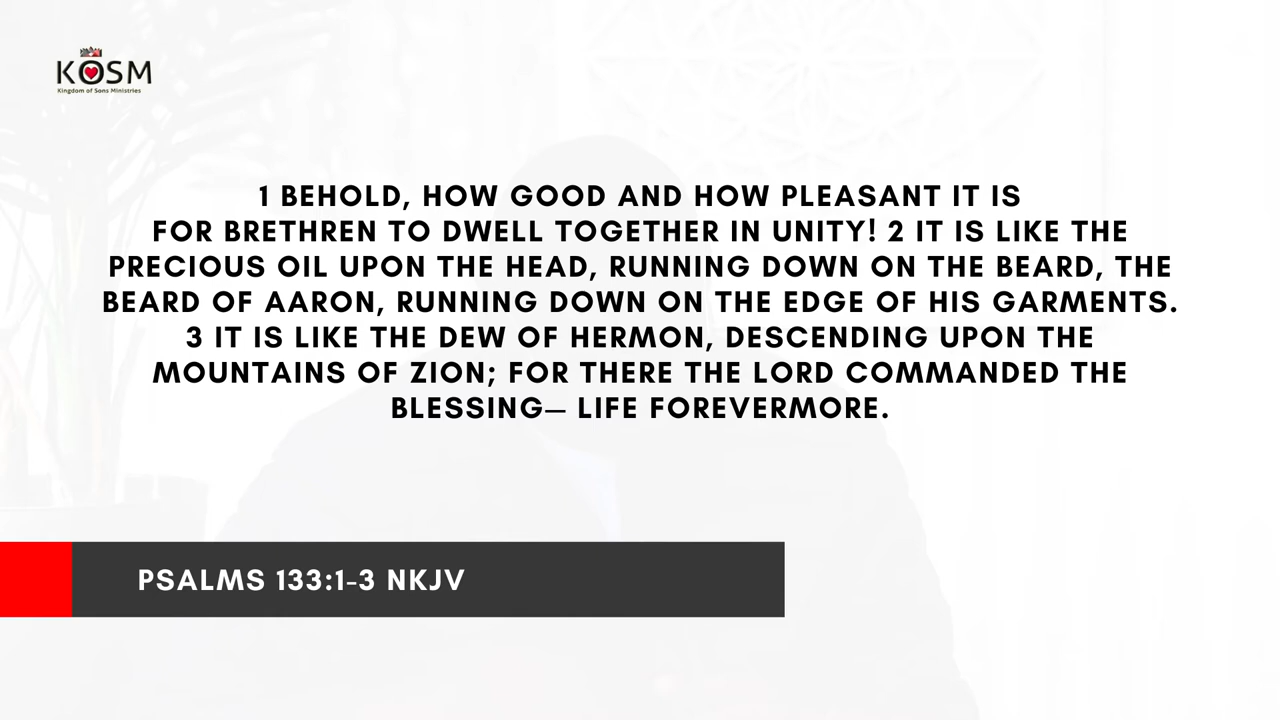 KOSM
Kingdom of Sons Ministries
1 BEHOLD, HOW GOOD AND HOW PLEASANT IT IS
FOR BRETHREN TO DWELL TOGETHER IN UNITY! 2 IT IS LIKE THE
PRECIOUS OIL UPON THE HEAD, RUNNING DOWN ON THE BEARD, THE
BEARD OF AARON, RUNNING DOWN ON THE EDGE OF HIS GARMENTS.
3 IT IS LIKE THE DEW OF HERMON, DESCENDING UPON THE
MOUNTAINS OF ZION; FOR THERE THE LORD COMMANDED THE
BLESSING— LIFE FOREVERMORE.
PSALMS 133:1-3 NKJV